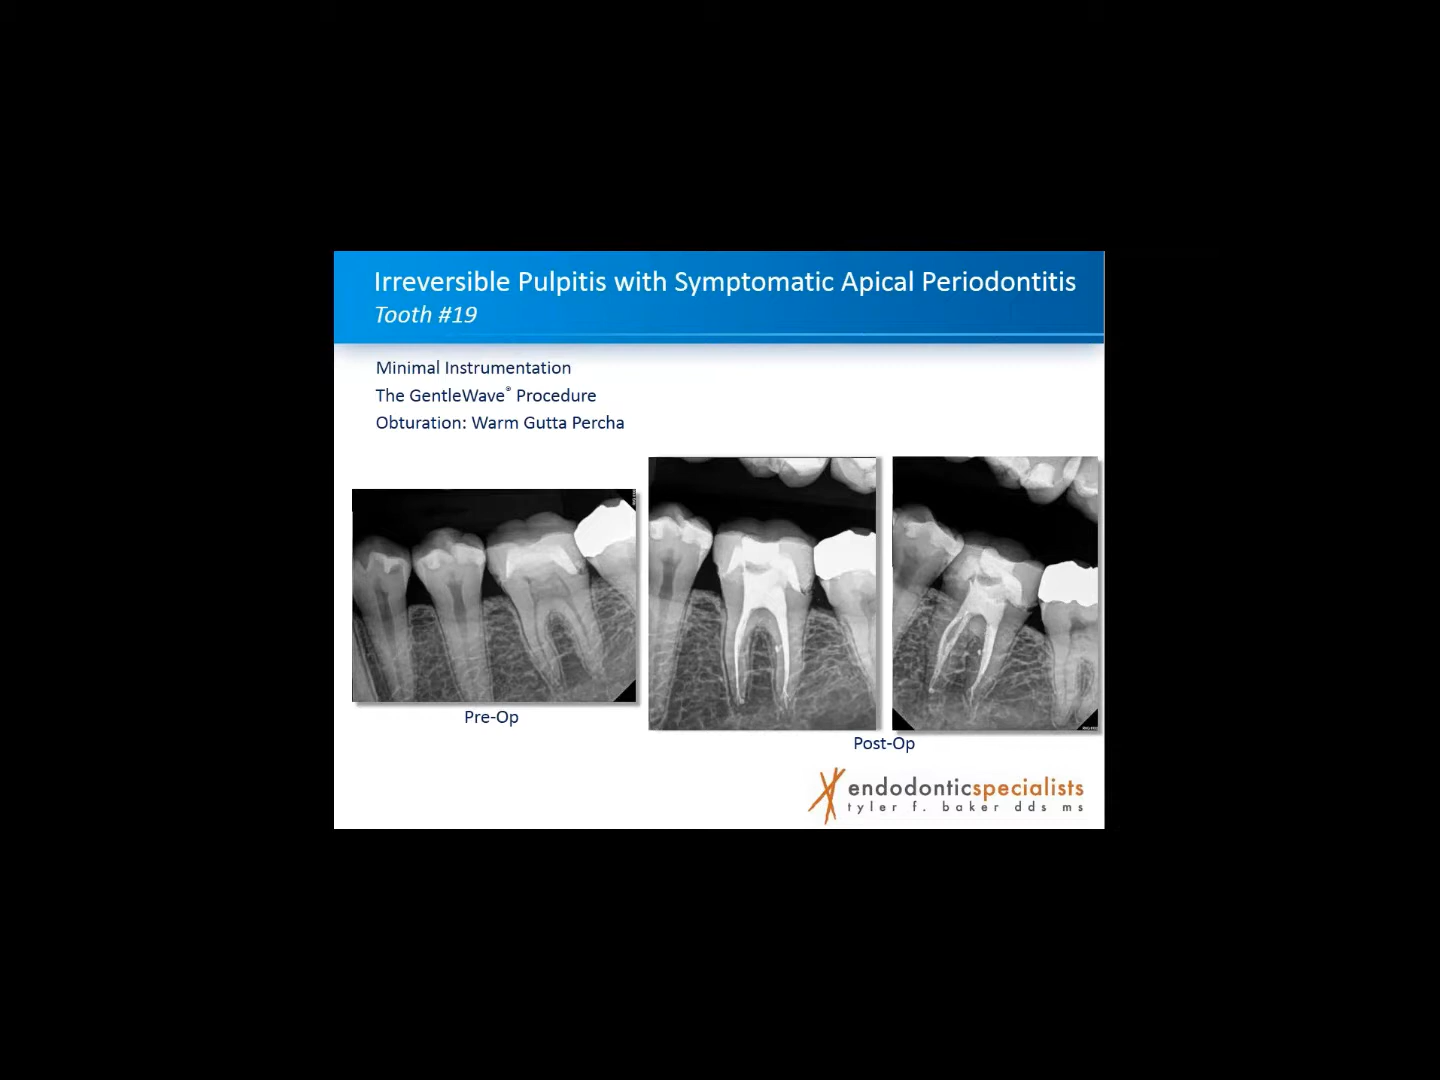 Irreversible Pulpitis with Symptomatic Apical Periodontitis
Tooth #19
Minimal Instrumentation
The GentleWave® Procedure
Obturation: Warm Gutta Percha
Pre-Op
Post-Op
endodonticspecialists
tyler f. baker dds ms